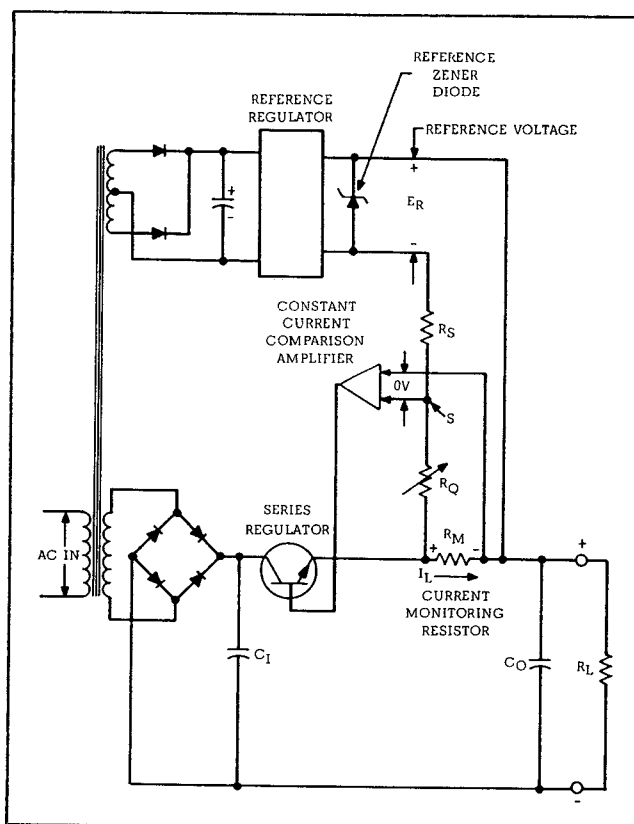 REFERENCE
ZENER
DIODE
REFERENCE
REGULATOR
REFERENCE VOLTAGE
+
+
-
E_R
-
CONSTANT
CURRENT
COMPARISON
AMPLIFIER
R_S
0V
S
R_Q
SERIES
REGULATOR
AC IN
+ R_M -
+
I_L
CURRENT
MONITORING
RESISTOR
C_I
C_O
R_L
-